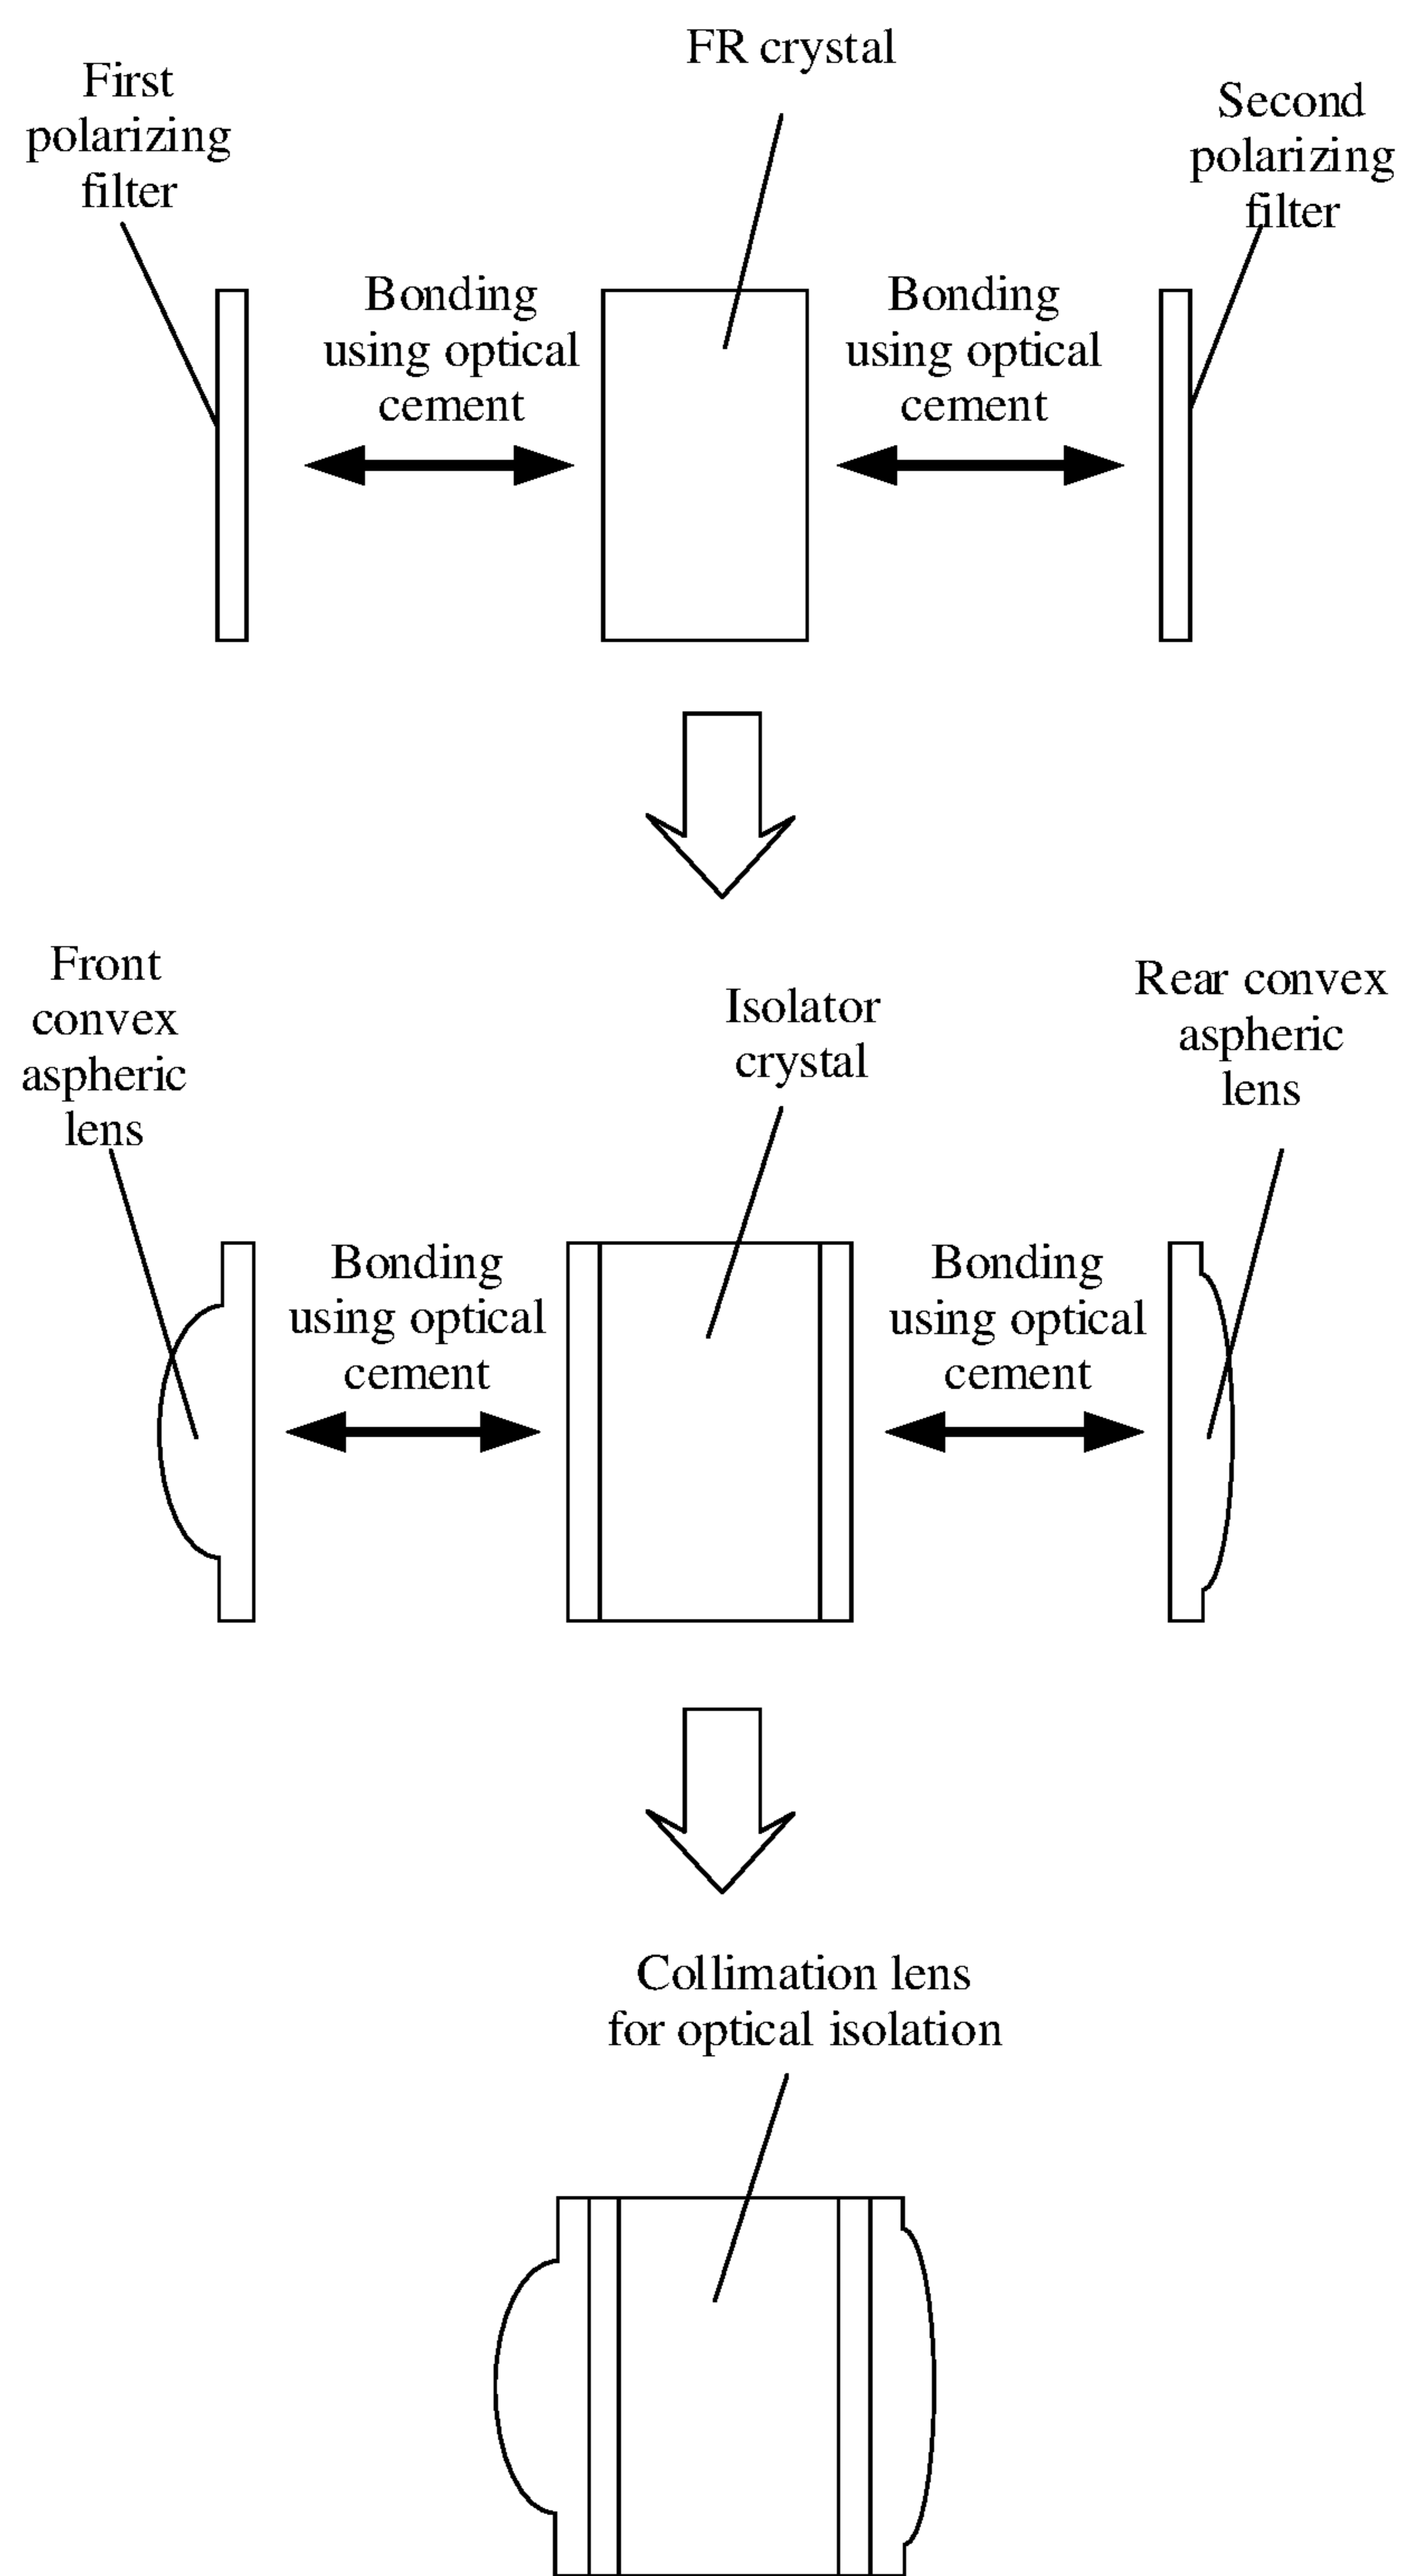 FR crystal
First
polarizing
filter
Second
polarizing
filter
Bonding
using optical
cement
Bonding
using optical
cement
Front
convex
aspheric
lens
Isolator
crystal
Rear convex
aspheric
lens
Bonding
using optical
cement
Bonding
using optical
cement
Collimation lens
for optical isolation